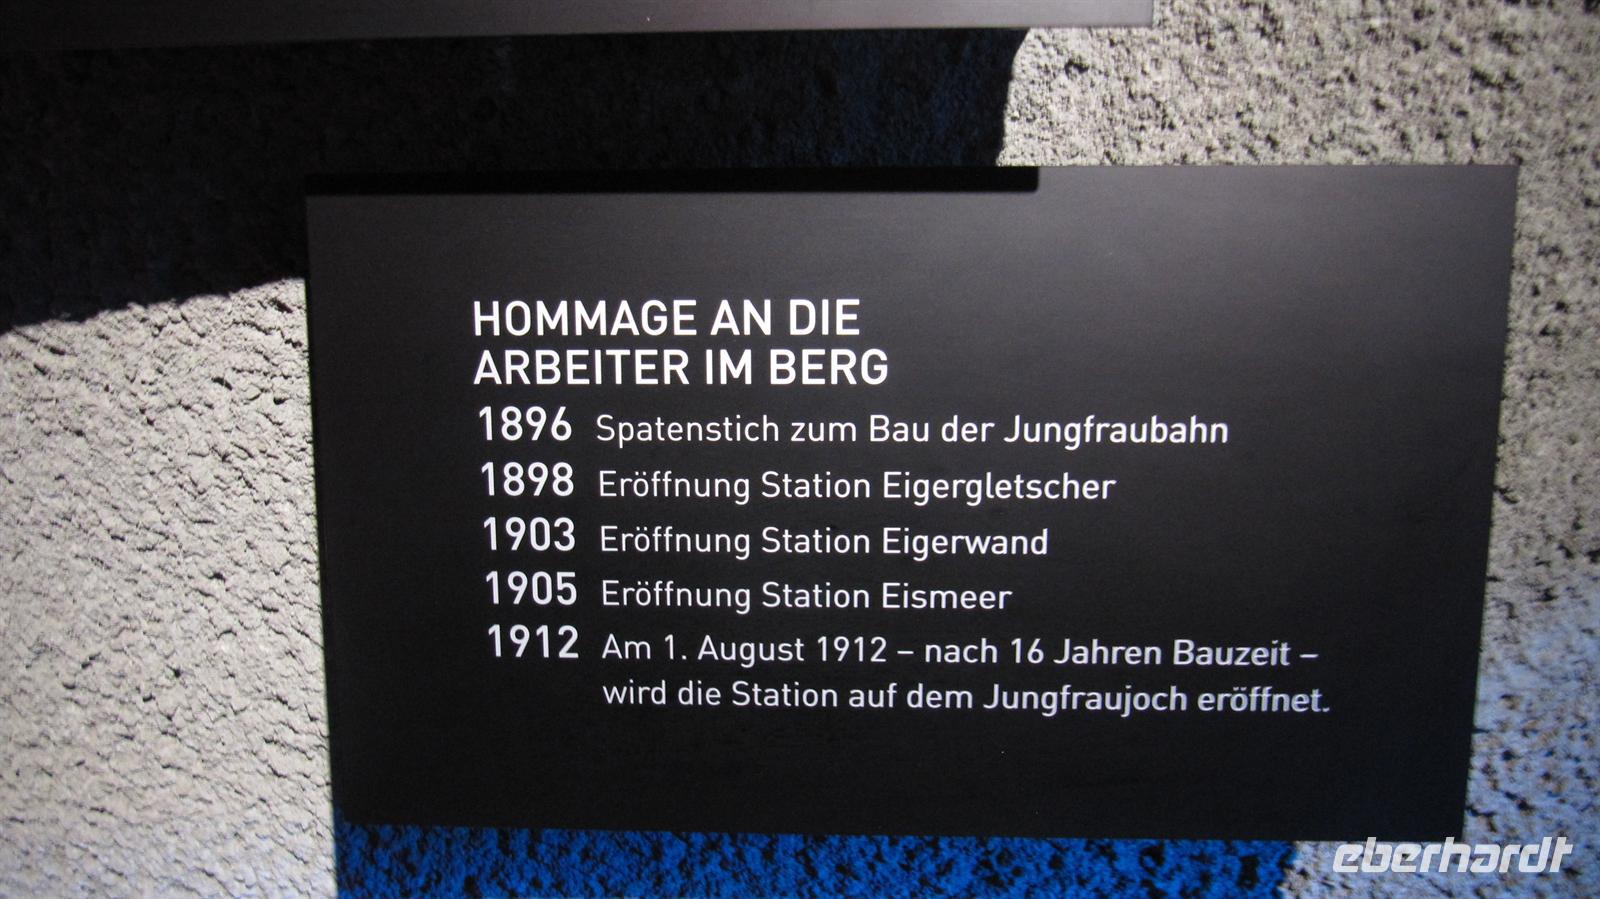 HOMMAGE AN DIE
ARBEITER IM BERG
1896 Spatenstich zum Bau der Jungfraubahn
1898 Eröffnung Station Eigergletscher
1903 Eröffnung Station Eigerwand
1905 Eröffnung Station Eismeer
1912 Am 1. August 1912 – nach 16 Jahren Bauzeit –
wird die Station auf dem Jungfraujoch eröffnet.
eberhardt